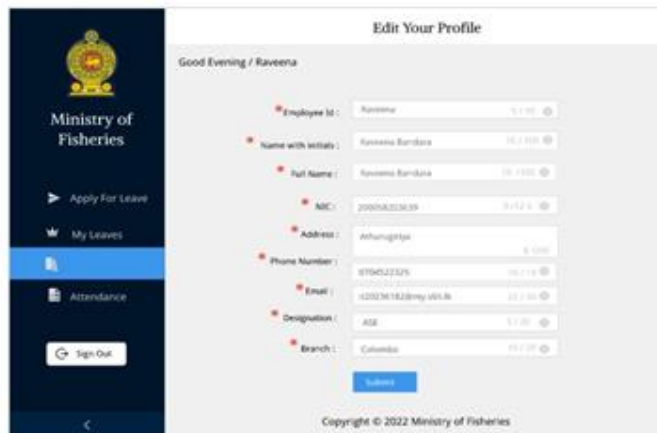 Edit Your Profile
Good Evening / Raveena
Ministry of
Fisheries
Apply For Leave
My Leaves
Attendance
Sign Out
*Employee Id : Raveena
*Name with initials : Raveena Bandara
*Full Name : Raveena Bandara
*NIC :
*Address : Athurugiriya
*Phone Number : 0704522325
*Email :
*Designation : ASE
*Branch : Colombo
Submit
Copyright © 2022 Ministry of Fisheries